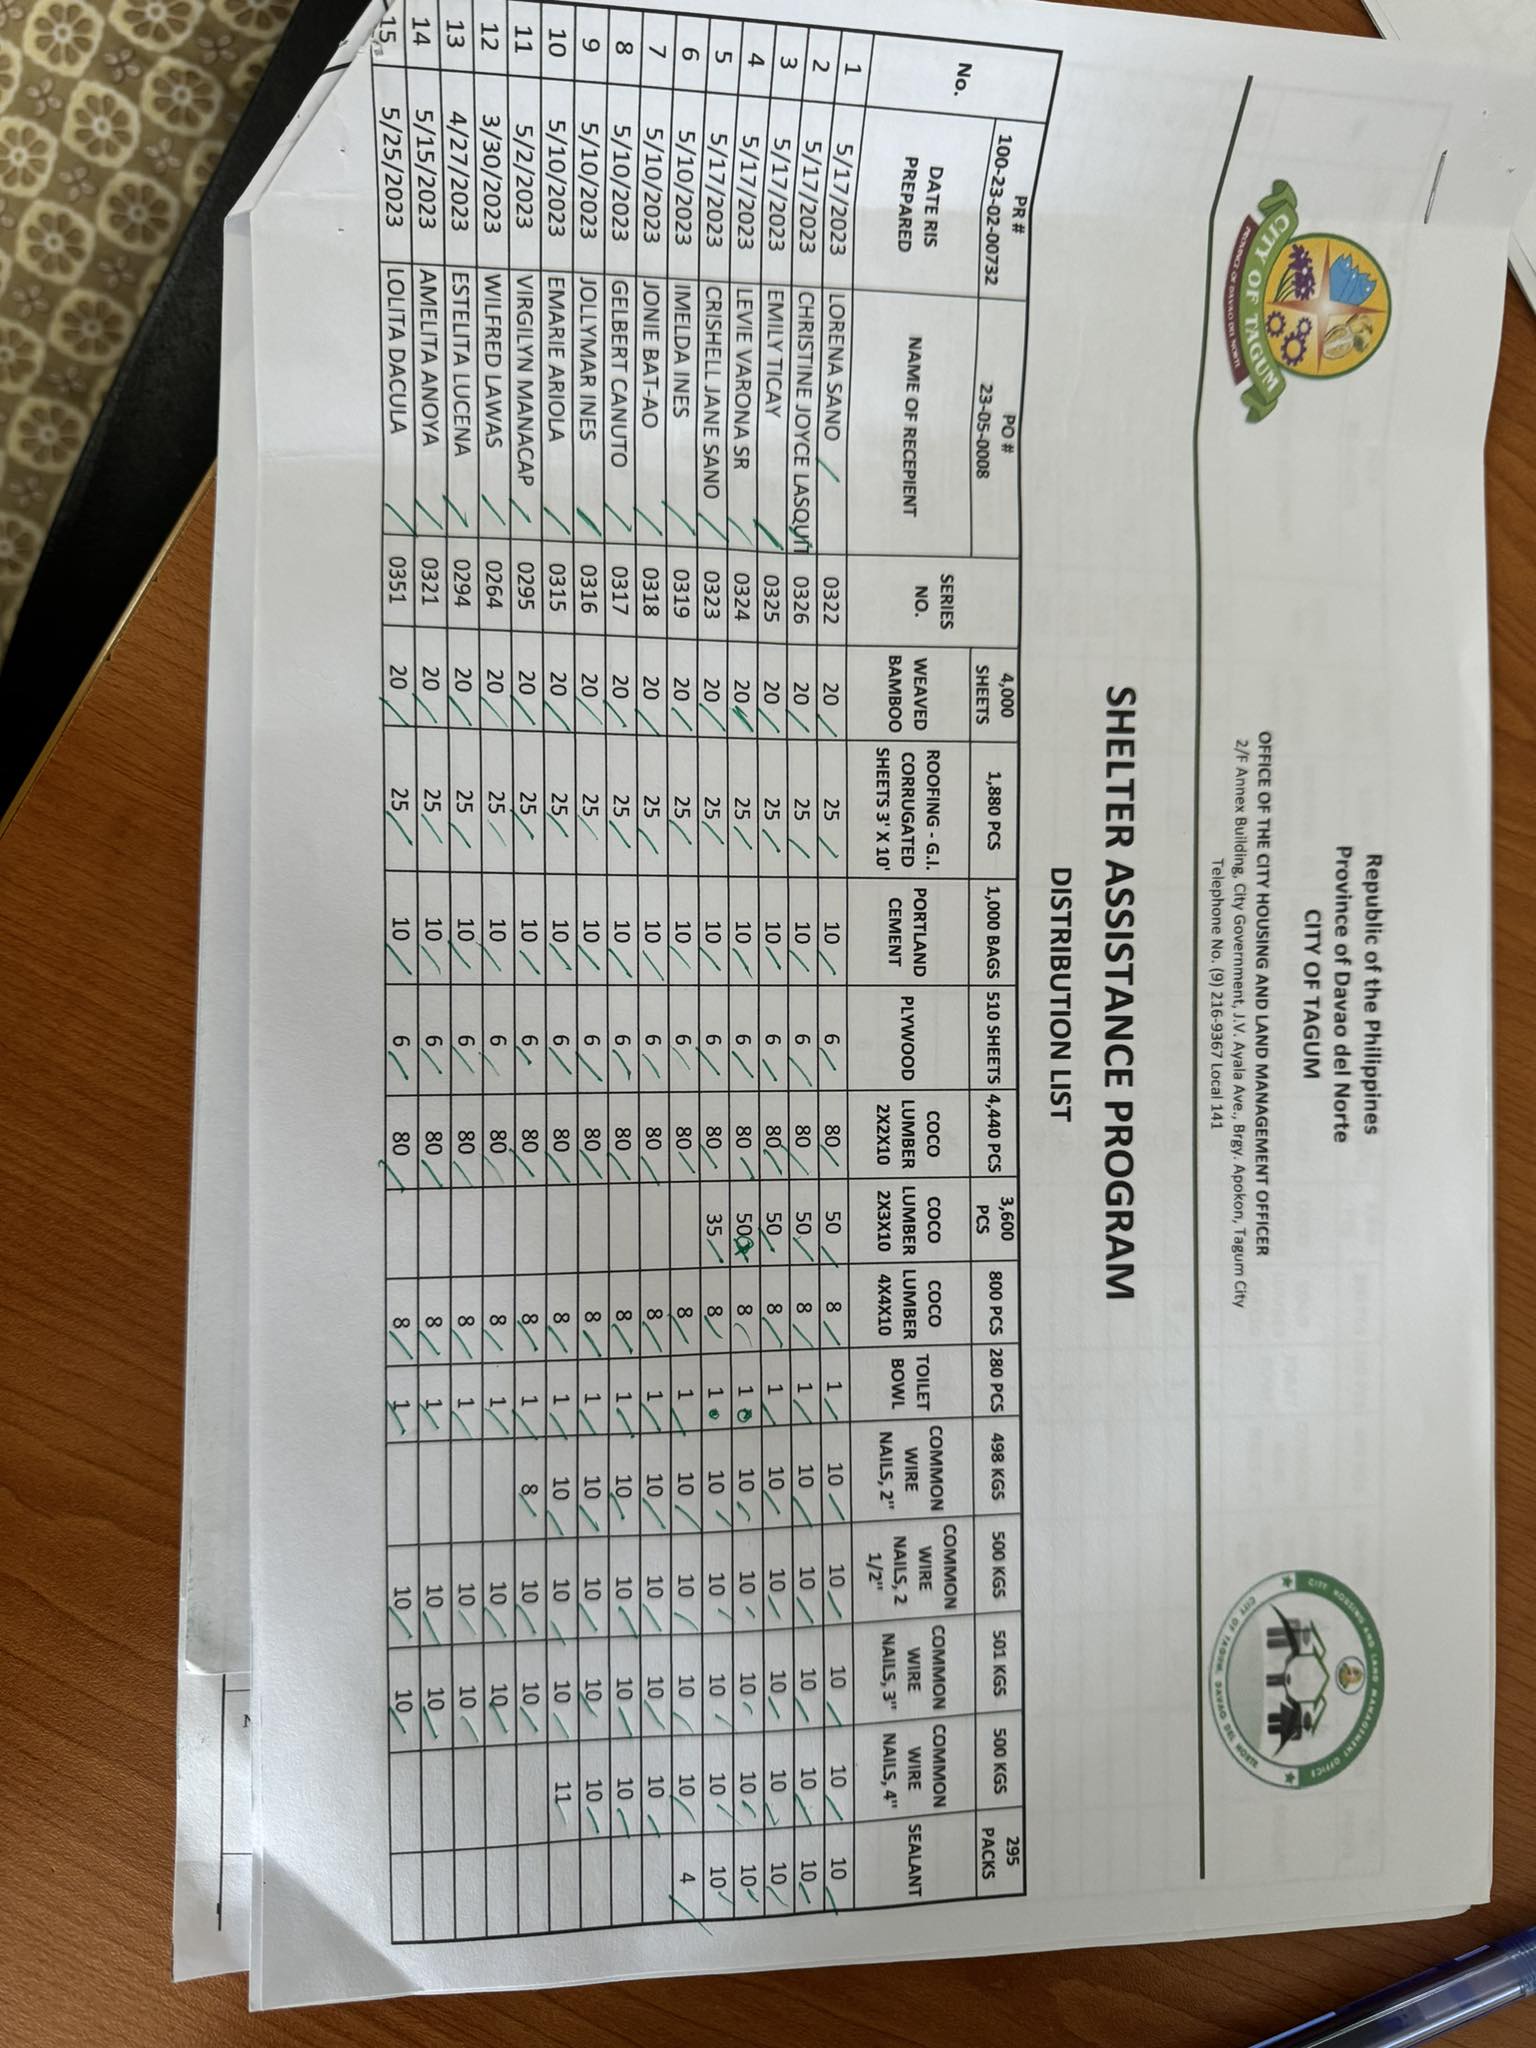 Republic of the Philippines
Province of Davao del Norte
CITY OF TAGUM
OFFICE OF THE CITY HOUSING AND LAND MANAGEMENT OFFICER
2/F Annex Building, City Government, J.V. Ayala Ave., Brgy. Apokon, Tagum City
Telephone No. (9) 216-9367 Local 141
CITY OF TAGUM
PROVINCE OF DAVAO DEL NORTE
CITY HOUSING AND LAND MANAGEMENT OFFICE
CITY OF TAGUM, DAVAO DEL NORTE
SHELTER ASSISTANCE PROGRAM
DISTRIBUTION LIST
No. PR # 100-23-02-00732 PO # 23-05-0008 SERIES NO. 4,000 SHEETS 1,880 PCS 1,000 BAGS 510 SHEETS 4,440 PCS 3,600 PCS 800 PCS 280 PCS 498 KGS 500 KGS 501 KGS 500 KGS 295 PACKS
DATE RIS PREPARED NAME OF RECEPIENT WEAVED BAMBOO ROOFING - G.I. CORRUGATED SHEETS 3' X 10' PORTLAND CEMENT PLYWOOD COCO LUMBER 2X2X10 COCO LUMBER 2X3X10 COCO LUMBER 4X4X10 TOILET BOWL COMMON WIRE NAILS, 2" COMMON WIRE NAILS, 2 1/2" COMMON WIRE NAILS, 3" COMMON WIRE NAILS, 4" SEALANT
1 5/17/2023 LORENA SANO 0322 20 25 10 6 80 50 8 1 10 10 10 10 10
2 5/17/2023 CHRISTINE JOYCE LASQUIT 0326 20 25 10 6 80 50 8 1 10 10 10 10 10
3 5/17/2023 EMILY TICAY 0325 20 25 10 6 80 50 8 1 10 10 10 10 10
4 5/17/2023 LEVIE VARONA SR 0324 20 25 10 6 80 50 8 1 10 10 10 10 10
5 5/17/2023 CRISHELL JANE SANO 0323 20 25 10 6 80 35 8 1 10 10 10 10 10
6 5/10/2023 IMELDA INES 0319 20 25 10 6 80 8 1 10 10 10 10 4
7 5/10/2023 JONIE BAT-AO 0318 20 25 10 6 80 8 1 10 10 10 10
8 5/10/2023 GELBERT CANUTO 0317 20 25 10 6 80 8 1 10 10 10 10
9 5/10/2023 JOLLYMAR INES 0316 20 25 10 6 80 8 1 10 10 10 10
10 5/10/2023 EMARIE ARIOLA 0315 20 25 10 6 80 8 1 10 10 10 11
11 5/2/2023 VIRGILYN MANACAP 0295 20 25 10 6 80 8 1 8 10 10
12 3/30/2023 WILFRED LAWAS 0264 20 25 10 6 80 8 1 10 10
13 4/27/2023 ESTELITA LUCENA 0294 20 25 10 6 80 8 1 10 10
14 5/15/2023 AMELITA ANOYA 0321 20 25 10 6 80 8 1 10 10
15 5/25/2023 LOLITA DACULA 0351 20 25 10 6 80 8 1 10 10